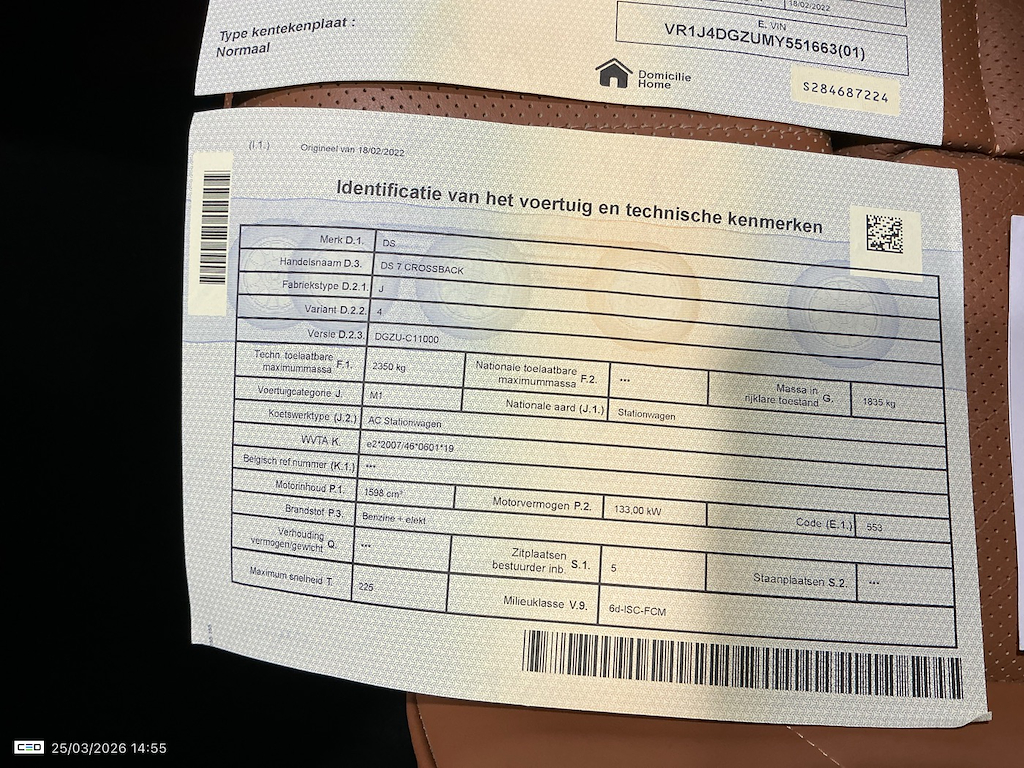 18/02/2022
Type kentekenplaat :
Normaal
E. VIN
VR1J4DGZUMY551663(01)
Domicilie
Home
S284687224
(I.1.) Origineel van 18/02/2022
Identificatie van het voertuig en technische kenmerken
Merk D.1. DS
Handelsnaam D.3. DS 7 CROSSBACK
Fabriekstype D.2.1. J
Variant D.2.2. 4
Versie D.2.3. DGZU-C11000
Techn. toelaatbare maximummassa F.1. 2350 kg Nationale toelaatbare maximummassa F.2. *** Massa in rijklare toestand G. 1835 kg
Voertuigcategorie J. M1 Nationale aard (J.1.) Stationwagen
Koetswerktype (J.2.) AC Stationwagen
WVTA K. e2*2007/46*0601*19
Belgisch ref nummer (K.1.) ***
Motorinhoud P.1. 1598 cm³ Motorvermogen P.2. 133,00 kW Code (E.1.) 553
Brandstof P.3. Benzine + elekt
Verhouding vermogen/gewicht Q. *** Zitplaatsen bestuurder inb. S.1. 5 Staanplaatsen S.2. ***
Maximum snelheid T. 225 Milieuklasse V.9. 6d-ISC-FCM
CEO 25/03/2026 14:55